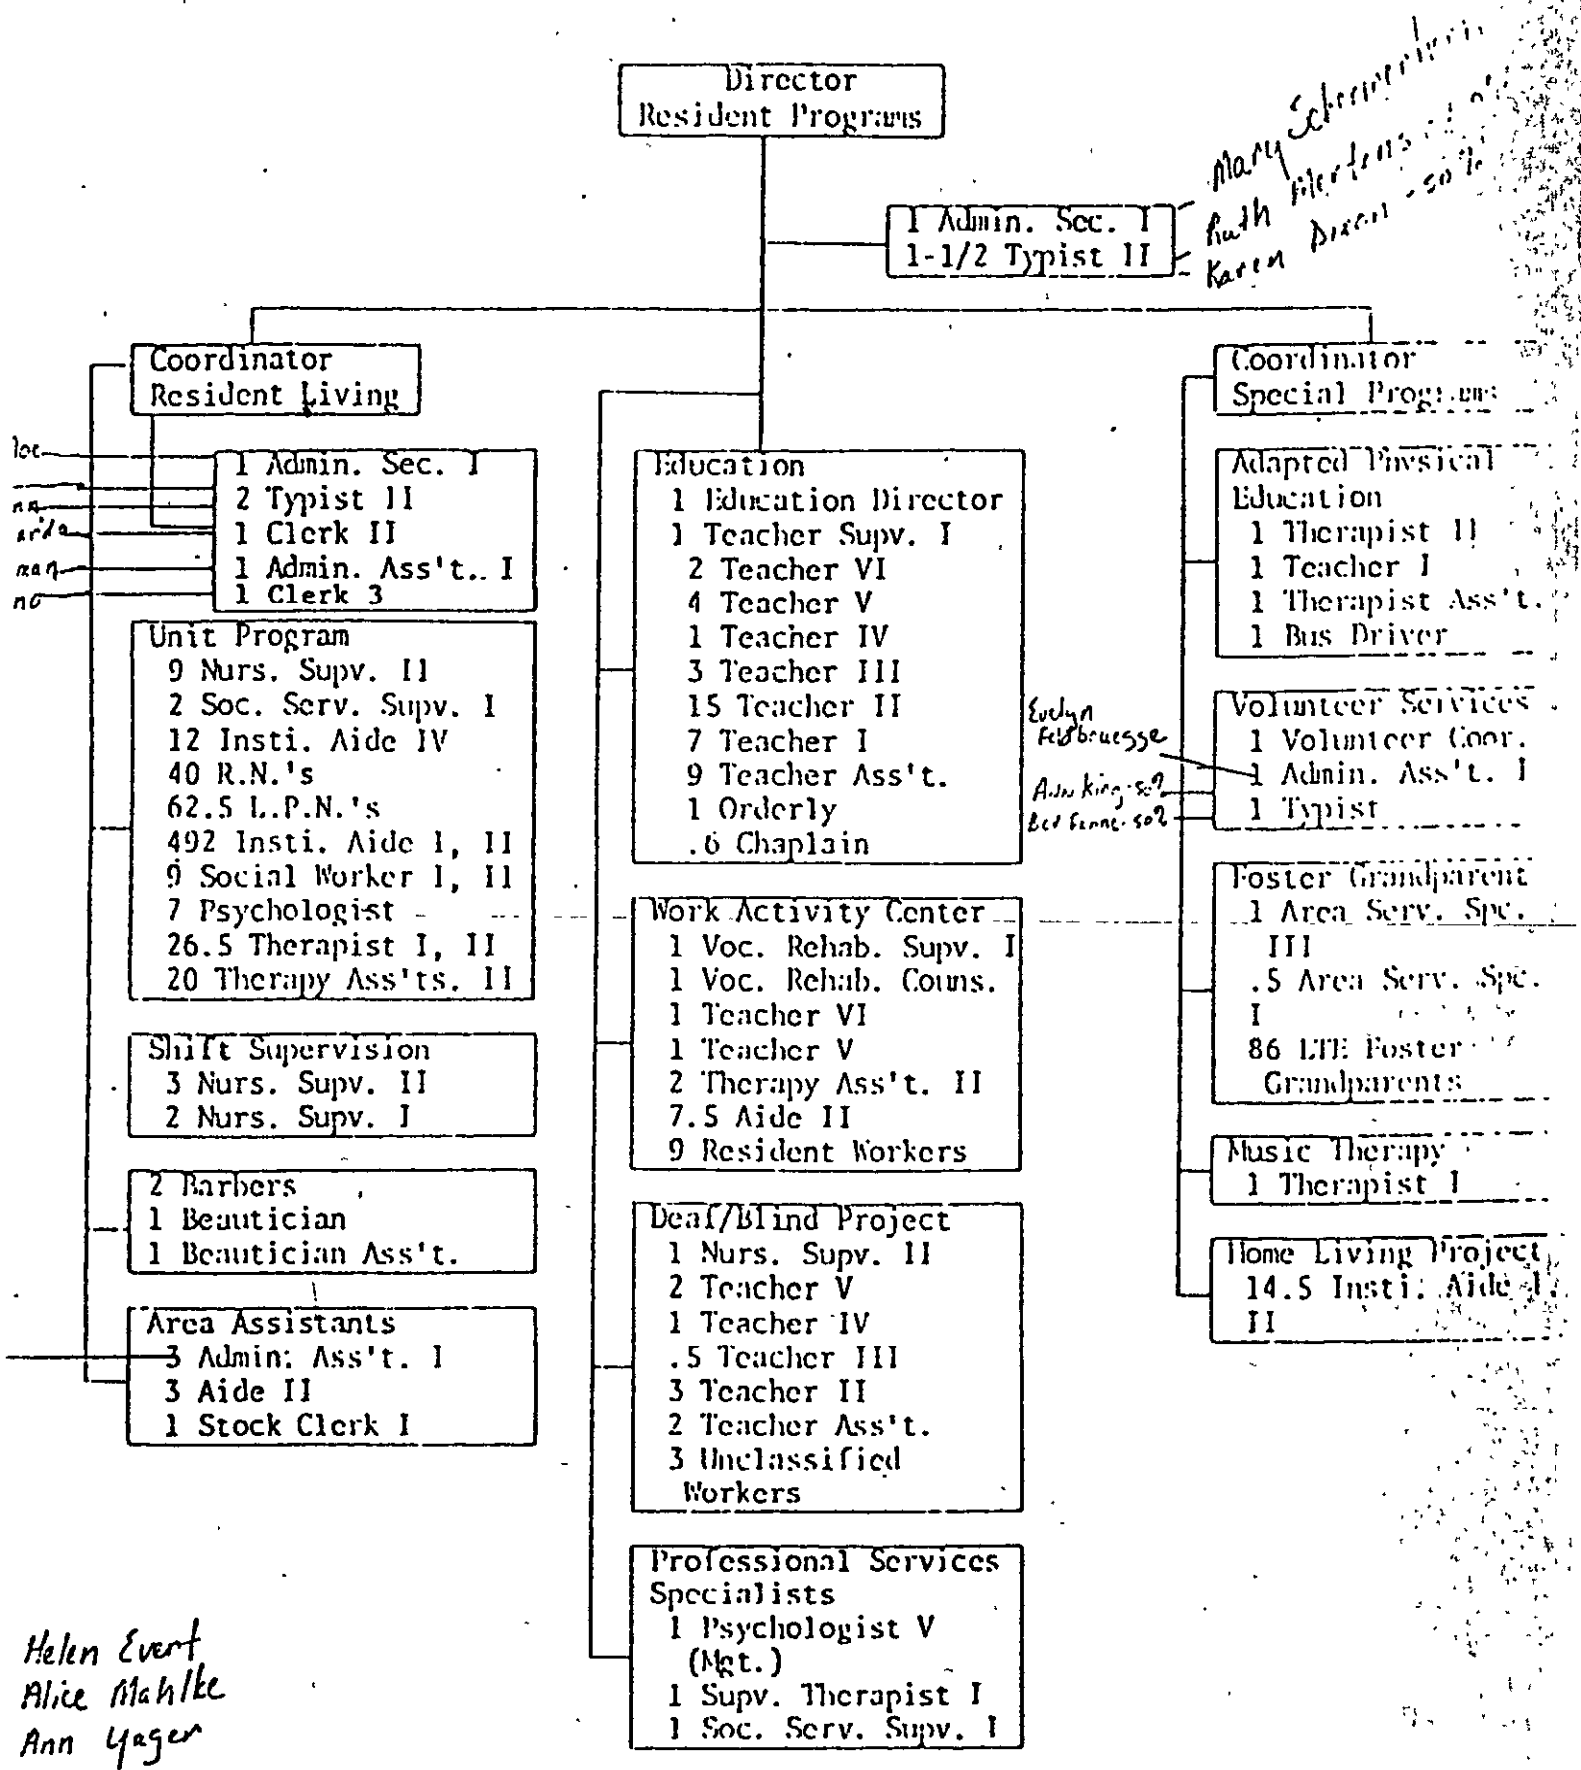 Director
Resident Programs
Mary
Ruth Mertens
Karen Dixon - 50%
1 Admin. Sec. I
1-1/2 Typist II
Coordinator
Resident Living
1 Admin. Sec. I
2 Typist II
1 Clerk II
1 Admin. Ass't. I
1 Clerk 3
Unit Program
9 Nurs. Supv. II
2 Soc. Serv. Supv. I
12 Insti. Aide IV
40 R.N.'s
62.5 L.P.N.'s
492 Insti. Aide I, II
9 Social Worker I, II
7 Psychologist
26.5 Therapist I, II
20 Therapy Ass'ts. II
Shift Supervision
3 Nurs. Supv. II
2 Nurs. Supv. I
2 Barbers
1 Beautician
1 Beautician Ass't.
Area Assistants
3 Admin. Ass't. I
3 Aide II
1 Stock Clerk I
Helen Evert
Alice Mahlke
Ann Yager
Education
1 Education Director
1 Teacher Supv. I
2 Teacher VI
4 Teacher V
1 Teacher IV
3 Teacher III
15 Teacher II
7 Teacher I
9 Teacher Ass't.
1 Orderly
.6 Chaplain
Work Activity Center
1 Voc. Rehab. Supv. I
1 Voc. Rehab. Couns.
1 Teacher VI
1 Teacher V
2 Therapy Ass't. II
7.5 Aide II
9 Resident Workers
Deaf/Blind Project
1 Nurs. Supv. II
2 Teacher V
1 Teacher IV
.5 Teacher III
3 Teacher II
2 Teacher Ass't.
3 Unclassified
Workers
Professional Services
Specialists
1 Psychologist V
(Mgt.)
1 Supv. Therapist I
1 Soc. Serv. Supv. I
Coordinator
Special Programs
Adapted Physical
Education
1 Therapist II
1 Teacher I
1 Therapist Ass't.
1 Bus Driver
Evelyn
Feldbruegge
Ann King - 50%
Volunteer Services
1 Volunteer Coor.
1 Admin. Ass't. I
1 Typist
Foster Grandparent
1 Area Serv. Spe.
III
.5 Area Serv. Spe.
I
86 LTE Foster
Grandparents
Music Therapy
1 Therapist I
Home Living Project
14.5 Insti. Aide I,
II